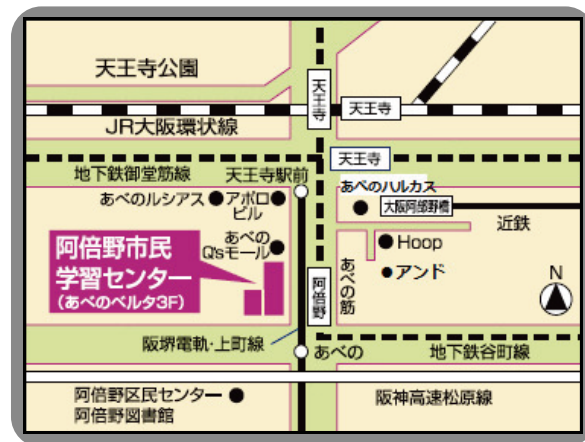 天王寺公園
天王寺
天王寺
JR大阪環状線
天王寺
地下鉄御堂筋線
天王寺駅前
あべのハルカス
あべのルシアス
アポロ
ビル
大阪阿部野橋
近鉄
あべの
Q'sモール
Hoop
アンド
あべの筋
阿倍野市民
学習センター
(あべのベルタ3F)
阿倍野
N
阪堺電軌・上町線
あべの
地下鉄谷町線
阿倍野区民センター
阿倍野図書館
阪神高速松原線